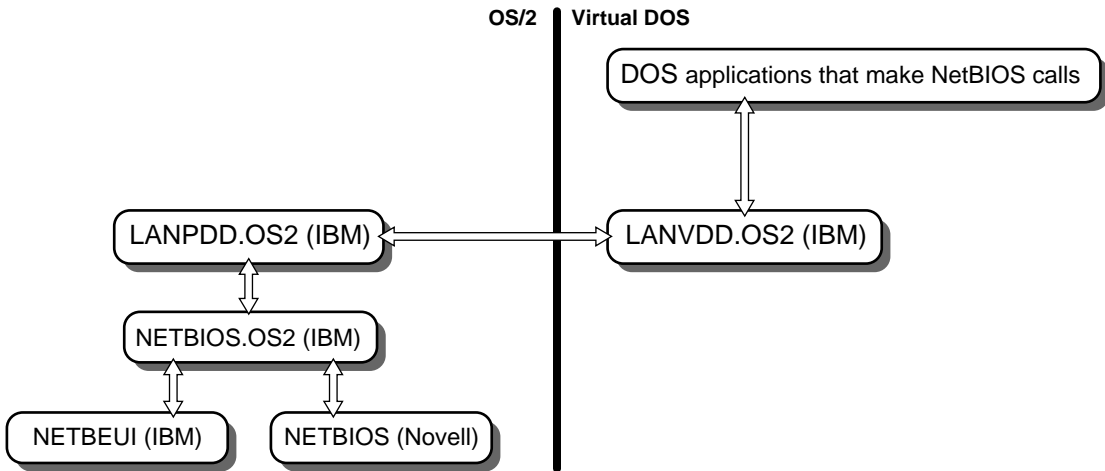 OS/2
Virtual DOS
DOS applications that make NetBIOS calls
LANPDD.OS2 (IBM)
LANVDD.OS2 (IBM)
NETBIOS.OS2 (IBM)
NETBEUI (IBM)
NETBIOS (Novell)